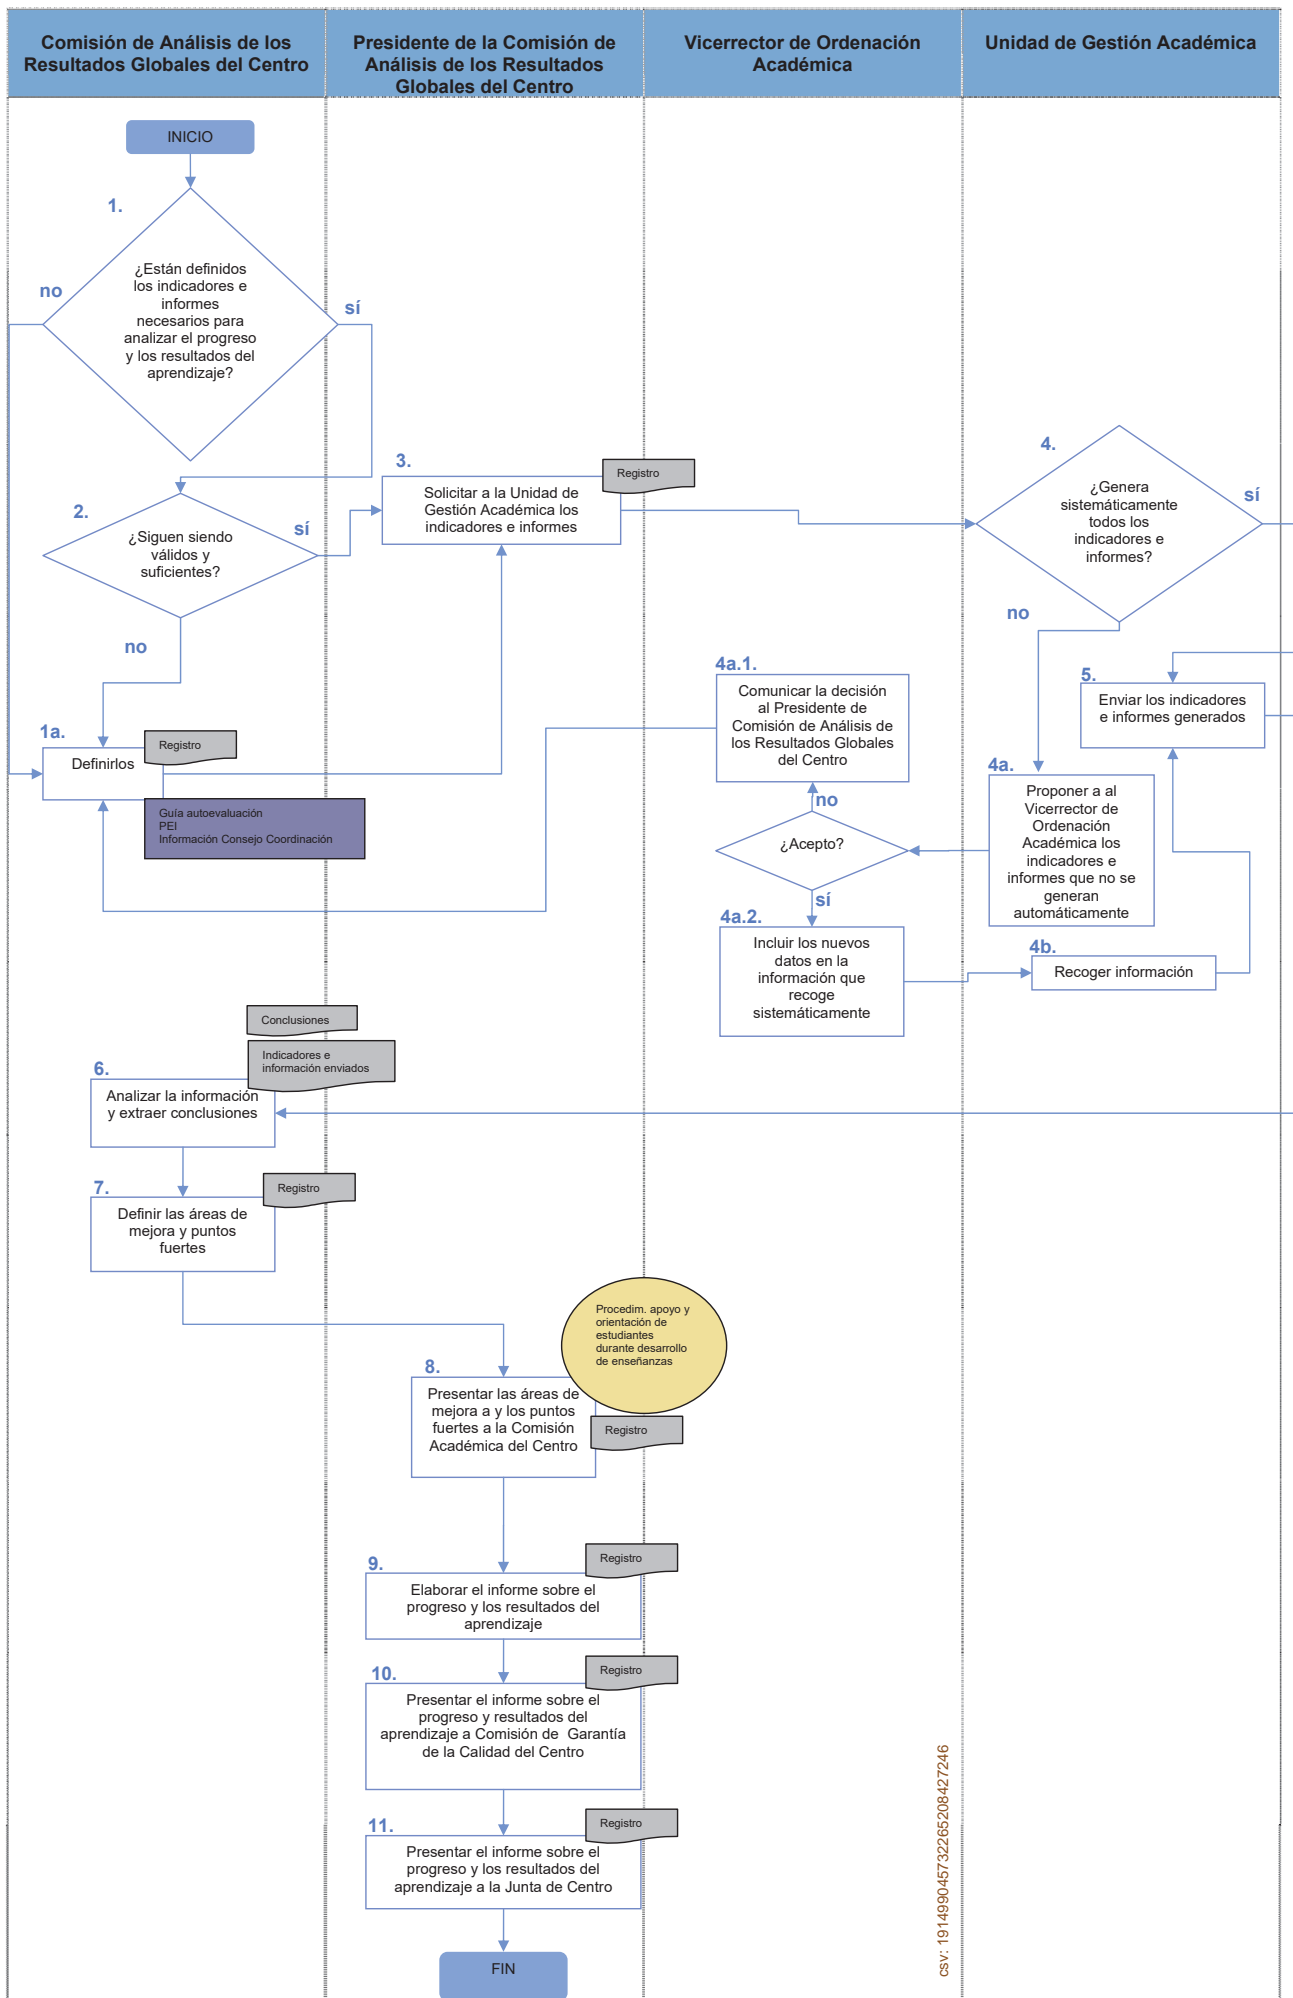 Comisión de Análisis de los
Resultados Globales del Centro
Presidente de la Comisión de
Análisis de los Resultados
Globales del Centro
Vicerrector de Ordenación
Académica
Unidad de Gestión Académica
INICIO
1.
¿Están definidos
los indicadores e
informes
necesarios para
analizar el progreso
y los resultados del
aprendizaje?
no
sí
2.
¿Siguen siendo
válidos y
suficientes?
sí
no
3.
Registro
Solicitar a la Unidad de
Gestión Académica los
indicadores e informes
4.
¿Genera
sistemáticamente
todos los
indicadores e
informes?
sí
no
1a.
Registro
Definirlos
Guía autoevaluación
PEI
Información Consejo Coordinación
4a.1.
Comunicar la decisión
al Presidente de
Comisión de Análisis de
los Resultados Globales
del Centro
no
¿Acepto?
sí
5.
Enviar los indicadores
e informes generados
4a.
Proponer a al
Vicerrector de
Ordenación
Académica los
indicadores e
informes que no se
generan
automáticamente
4a.2.
Incluir los nuevos
datos en la
información que
recoge
sistemáticamente
4b.
Recoger información
Conclusiones
Indicadores e
información enviados
6.
Analizar la información
y extraer conclusiones
7.
Registro
Definir las áreas de
mejora y puntos
fuertes
Procedim. apoyo y
orientación de
estudiantes
durante desarrollo
de enseñanzas
8.
Presentar las áreas de
mejora a y los puntos
fuertes a la Comisión
Académica del Centro
Registro
9.
Registro
Elaborar el informe sobre el
progreso y los resultados del
aprendizaje
10.
Registro
Presentar el informe sobre el
progreso y resultados del
aprendizaje a Comisión de  Garantía
de la Calidad del Centro
11.
Registro
Presentar el informe sobre el
progreso y los resultados del
aprendizaje a la Junta de Centro
FIN
csv: 191499045732265208427246